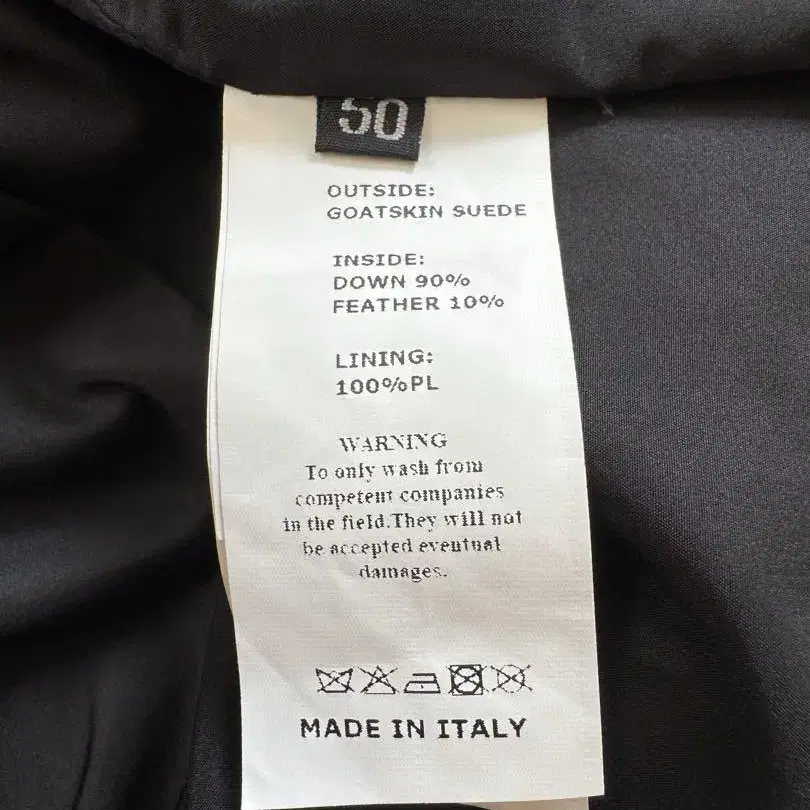 50
OUTSIDE:
GOATSKIN SUEDE
INSIDE:
DOWN 90%
FEATHER 10%
LINING:
100%PL
WARNING
To only wash from
competent companies
in the field.They will not
be accepted eventual
damages.
MADE IN ITALY